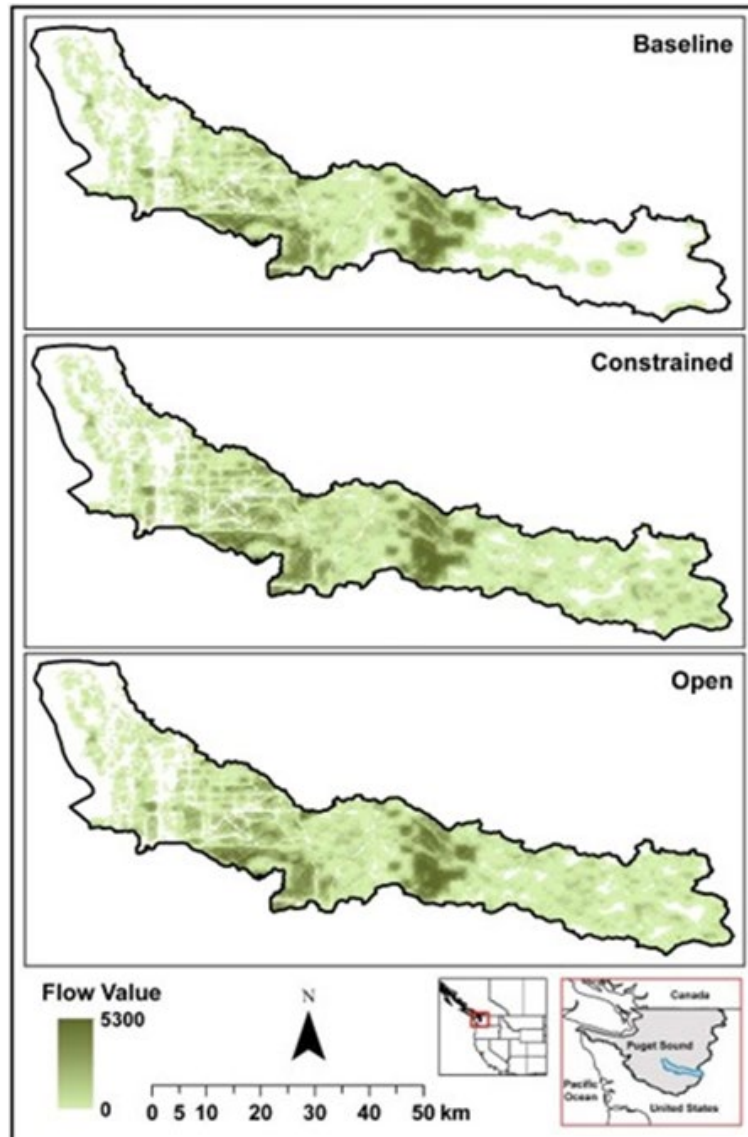 Baseline
Constrained
Open
Flow Value
5300
0
N
0 5 10 20 30 40 50 km
Canada
Puget Sound
Pacific
Ocean
United States